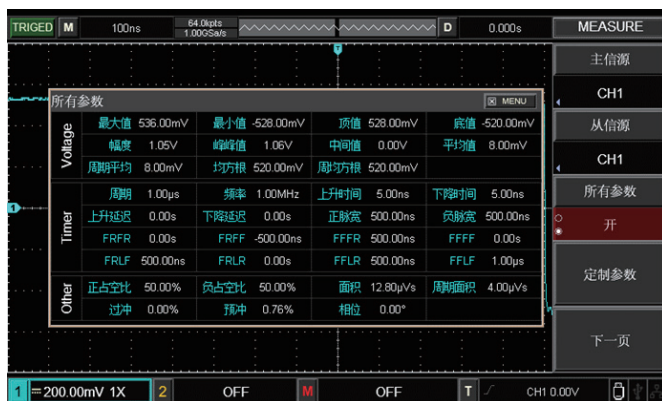 TRIGED M 100ns 64.0kpts 1.00GSa/s D 0.000s MEASURE
T
主信源
CH1
从信源
CH1
所有参数
开
定制参数
下一页
所有参数 MENU
Voltage
最大值 536.00mV 最小值 -528.00mV 顶值 528.00mV 底值 -520.00mV
幅度 1.05V 峰峰值 1.06V 中间值 0.00V 平均值 8.00mV
周期平均 8.00mV 均方根 520.00mV 周均方根 520.00mV
Timer
周期 1.00μs 频率 1.00MHz 上升时间 5.00ns 下降时间 5.00ns
上升延迟 0.00s 下降延迟 0.00s 正脉宽 500.00ns 负脉宽 500.00ns
FRFR 0.00s FRFF -500.00ns FFFR 500.00ns FFFF 0.00s
FRLF 500.00ns FRLR 0.00s FFLR 500.00ns FFLF 1.00μs
Other
正占空比 50.00% 负占空比 50.00% 面积 12.80μVs 周期面积 4.00μVs
过冲 0.00% 预冲 0.76% 相位 0.00°
1
1 200.00mV 1X 2 OFF M OFF T CH1 0.00V